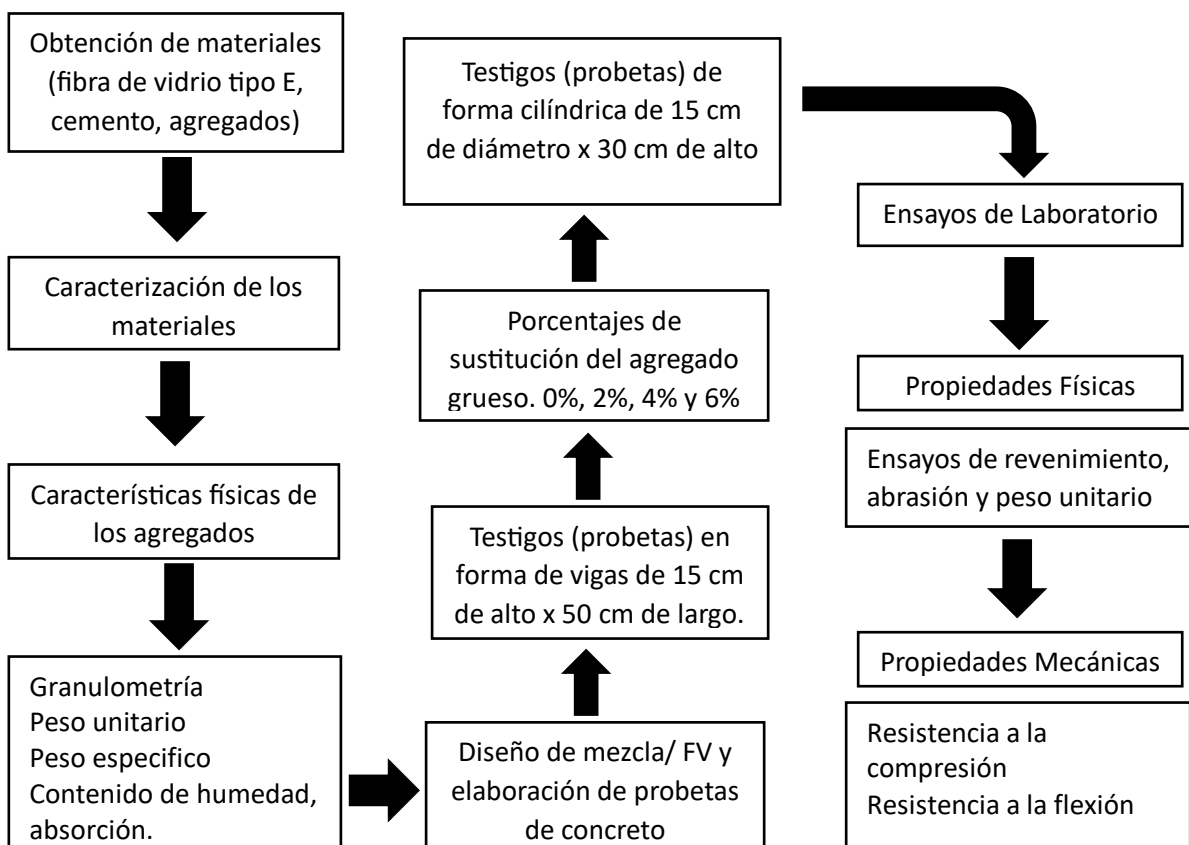 Obtención de materiales
(fibra de vidrio tipo E,
cemento, agregados)
Caracterización de los
materiales
Características físicas de
los agregados
Granulometría
Peso unitario
Peso especifico
Contenido de humedad,
absorción.
Diseño de mezcla/ FV y
elaboración de probetas
de concreto
Testigos (probetas) en
forma de vigas de 15 cm
de alto x 50 cm de largo.
Porcentajes de
sustitución del agregado
grueso. 0%, 2%, 4% y 6%
Testigos (probetas) de
forma cilíndrica de 15 cm
de diámetro x 30 cm de alto
Ensayos de Laboratorio
Propiedades Físicas
Ensayos de revenimiento,
abrasión y peso unitario
Propiedades Mecánicas
Resistencia a la
compresión
Resistencia a la flexión